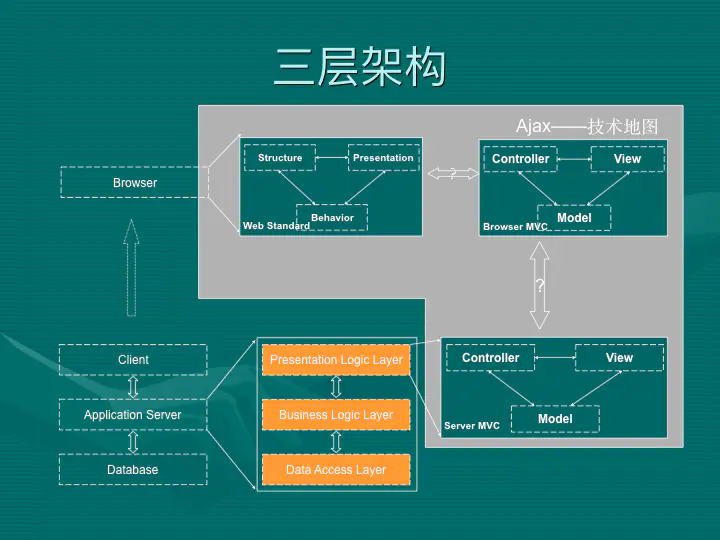 三层架构
Ajax——技术地图
Structure
Presentation
Behavior
Web Standard
?
Controller
View
Model
Browser MVC
Browser
?
Client
Application Server
Database
Presentation Logic Layer
Business Logic Layer
Data Access Layer
Controller
View
Model
Server MVC